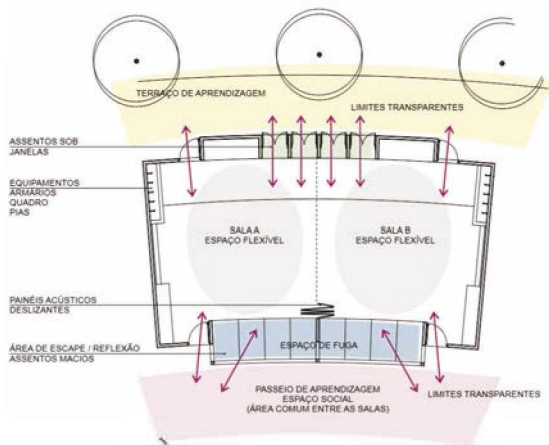 TERRAÇO DE APRENDIZAGEM
LIMITES TRANSPARENTES
ASSENTOS SOB
JANELAS
EQUIPAMENTOS
ARMÁRIOS
QUADRO
PIAS
SALA A
ESPAÇO FLEXÍVEL
SALA B
ESPAÇO FLEXÍVEL
PAINÉIS ACÚSTICOS
DESLIZANTES
ÁREA DE ESCAPE / REFLEXÃO
ASSENTOS MACIOS
ESPAÇO DE FUGA
PASSEIO DE APRENDIZAGEM
ESPAÇO SOCIAL
(ÁREA COMUM ENTRE AS SALAS)
LIMITES TRANSPARENTES